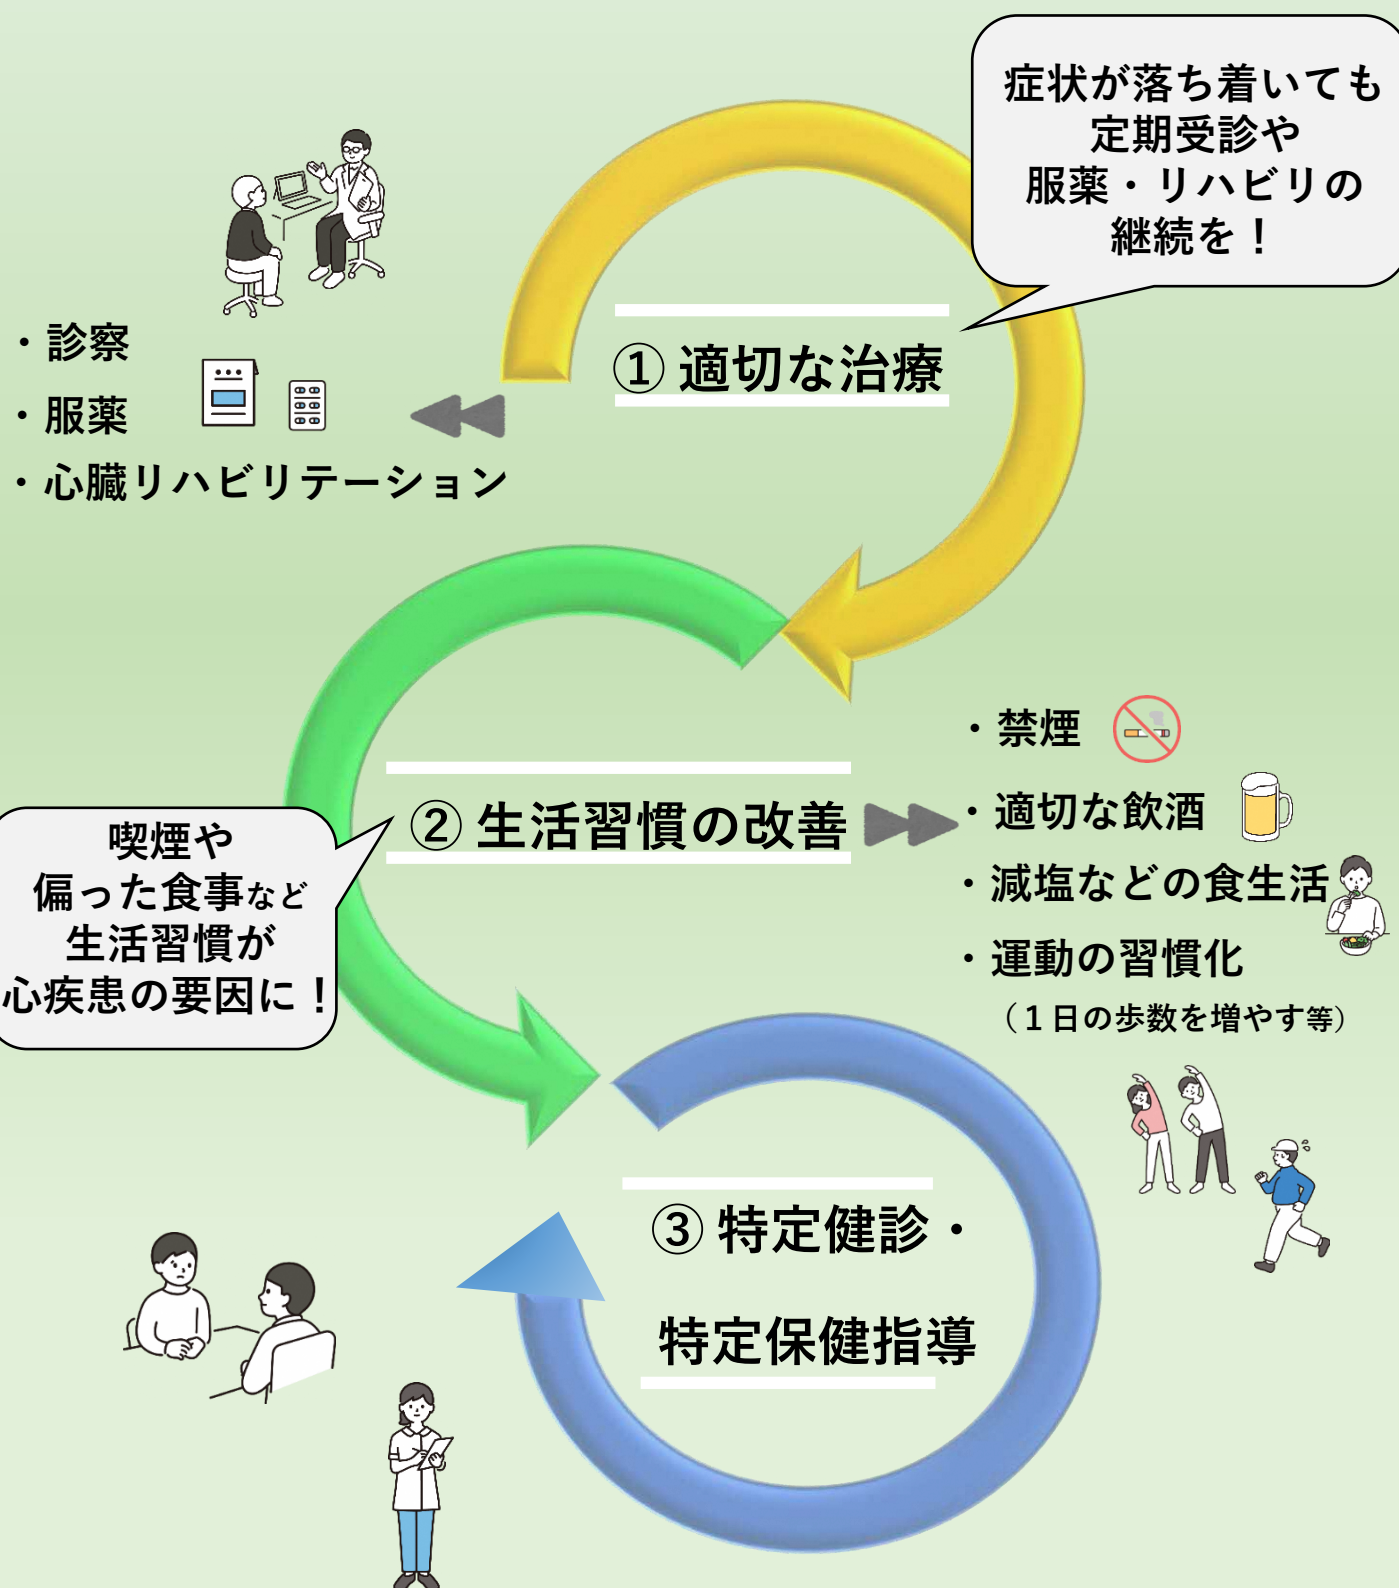 症状が落ち着いても
定期受診や
服薬・リハビリの
継続を！
① 適切な治療
・診察
・服薬
・心臓リハビリテーション
② 生活習慣の改善
・禁煙
・適切な飲酒
・減塩などの食生活
・運動の習慣化
（１日の歩数を増やす等）
喫煙や
偏った食事など
生活習慣が
心疾患の要因に！
③ 特定健診・
特定保健指導